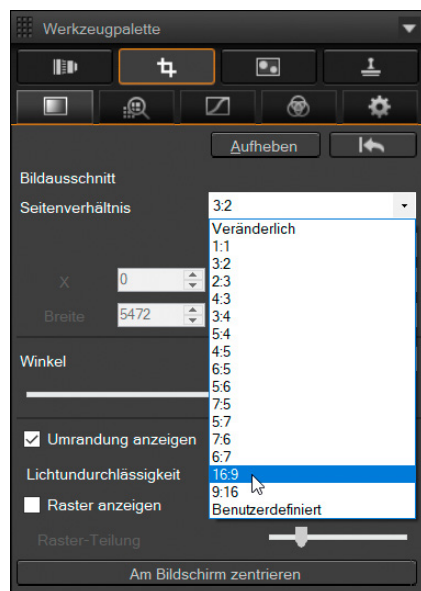 Werkzeugpalette
Aufheben
Bildausschnitt
Seitenverhältnis 3:2
Veränderlich
1:1
3:2
X 0 2:3
4:3
Breite 5472 3:4
5:4
4:5
Winkel 6:5
5:6
7:5
5:7
Umrandung anzeigen 7:6
6:7
Lichtundurchlässigkeit 16:9
9:16
Raster anzeigen Benutzerdefiniert
Raster-Teilung
Am Bildschirm zentrieren